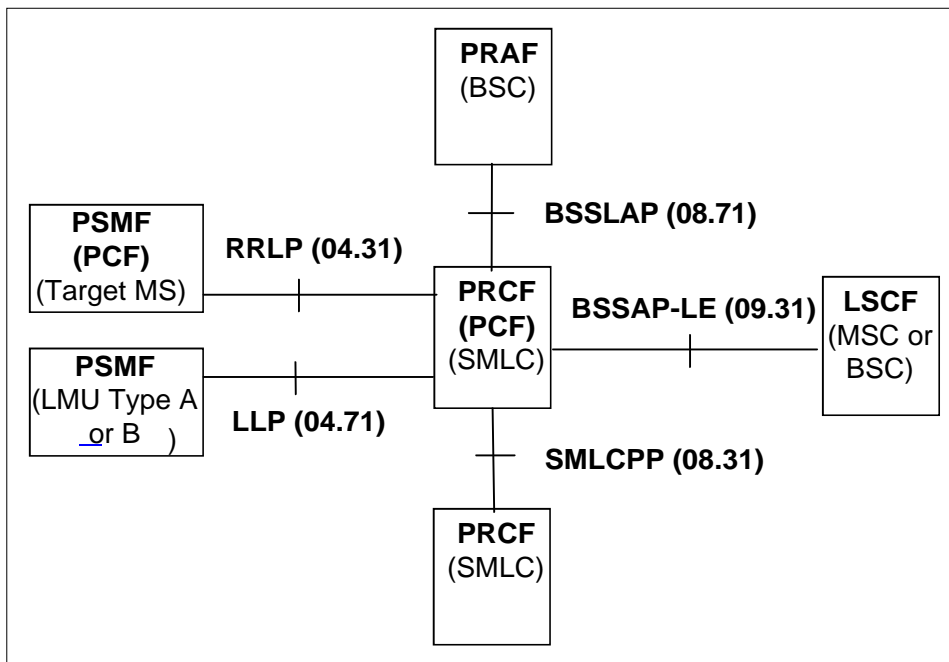 PRAF
(BSC)
BSSLAP (08.71)
PSMF
(PCF)
(Target MS)
RRLP (04.31)
PRCF
(PCF)
(SMLC)
BSSAP-LE (09.31)
LSCF
(MSC or
BSC)
PSMF
(LMU Type A
or B )
LLP (04.71)
SMLCPP (08.31)
PRCF
(SMLC)